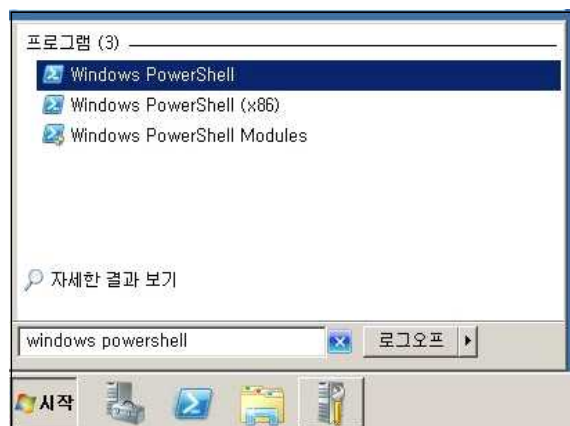 프로그램 (3)
Windows PowerShell
Windows PowerShell (x86)
Windows PowerShell Modules
자세한 결과 보기
windows powershell
로그오프
시작